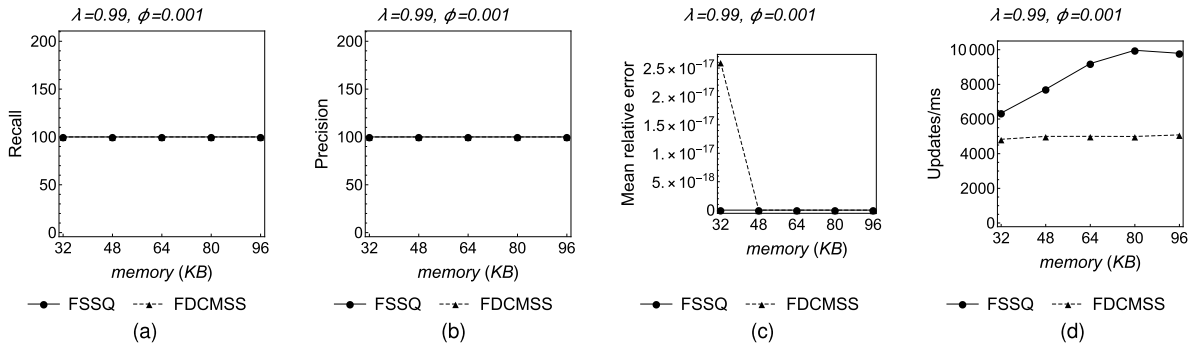 λ=0.99, ϕ=0.001
200
150
100
50
0
Recall
32 48 64 80 96
memory (KB)
FSSQ FDCMSS
(a)
λ=0.99, ϕ=0.001
200
150
100
50
0
Precision
32 48 64 80 96
memory (KB)
FSSQ FDCMSS
(b)
λ=0.99, ϕ=0.001
2.5×10⁻¹⁷
2.×10⁻¹⁷
1.5×10⁻¹⁷
1.×10⁻¹⁷
5.×10⁻¹⁸
0
Mean relative error
32 48 64 80 96
memory (KB)
FSSQ FDCMSS
(c)
λ=0.99, ϕ=0.001
10000
8000
6000
4000
2000
0
Updates/ms
32 48 64 80 96
memory (KB)
FSSQ FDCMSS
(d)